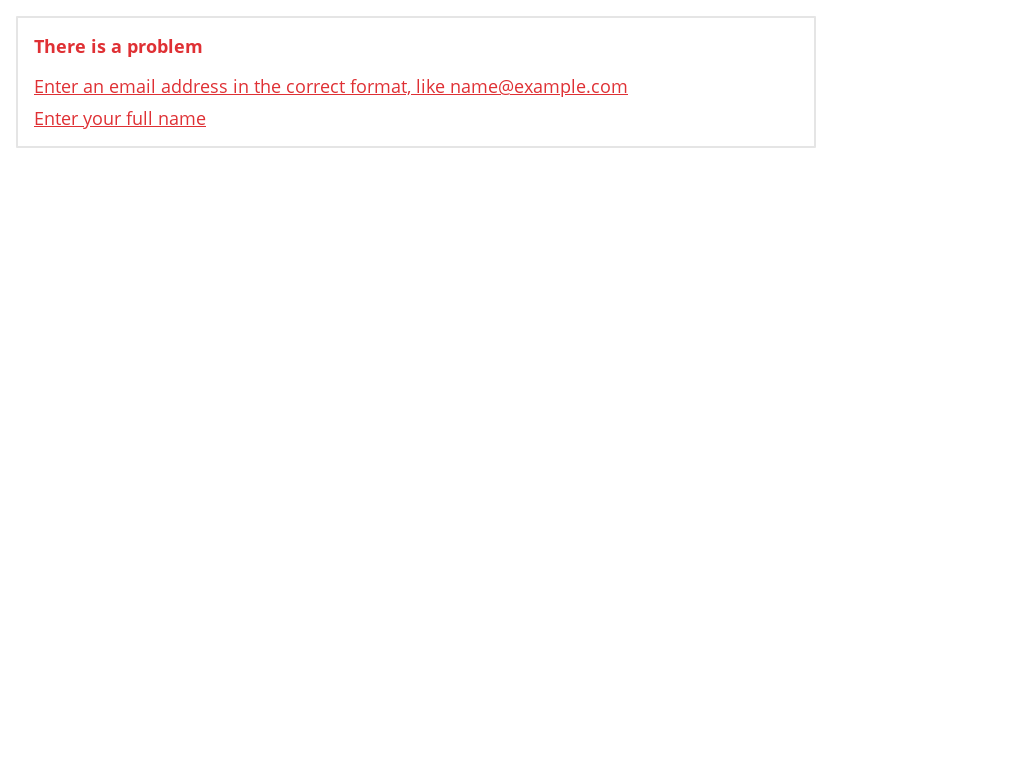 There is a problem
Enter an email address in the correct format, like name@example.com
Enter your full name